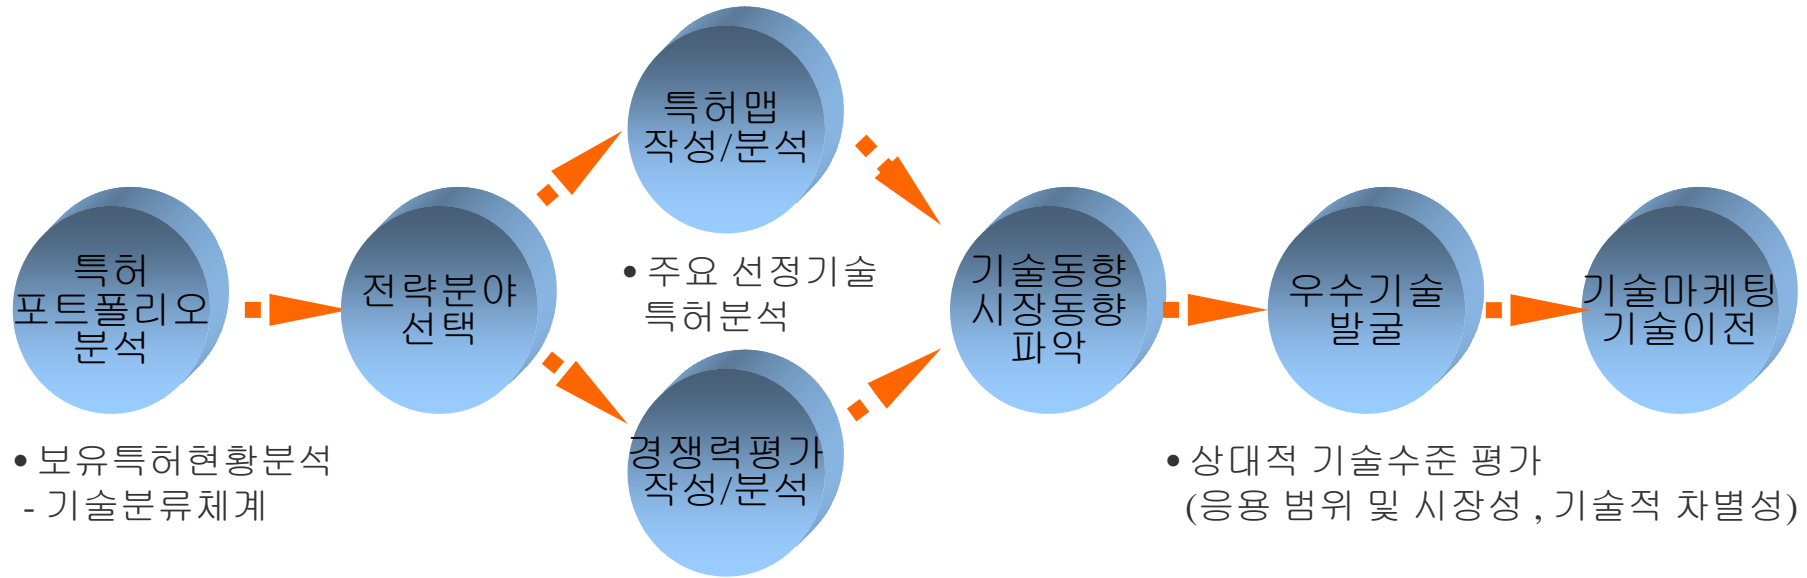 특허
포트폴리오
분석
전략분야
선택
특허맵
작성/분석
• 주요 선정기술
특허분석
경쟁력평가
작성/분석
기술동향
시장동향
파악
우수기술
발굴
기술마케팅
기술이전
• 보유특허현황분석
- 기술분류체계
• 상대적 기술수준 평가
(응용 범위 및 시장성 , 기술적 차별성)